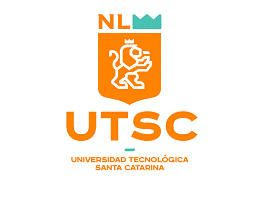 NL
UTSC
UNIVERSIDAD TECNOLÓGICA
SANTA CATARINA